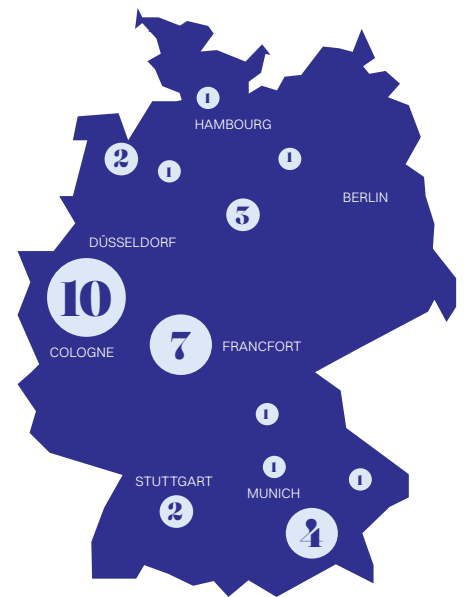 1
HAMBOURG
2
1
1
BERLIN
3
DÜSSELDORF
10
7
FRANCFORT
COLOGNE
1
1
1
STUTTGART
MUNICH
2
4